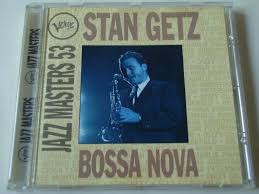 Verve
STAN GETZ
JAZZ MASTERS 53
BOSSA NOVA
JAZZ MASTERS